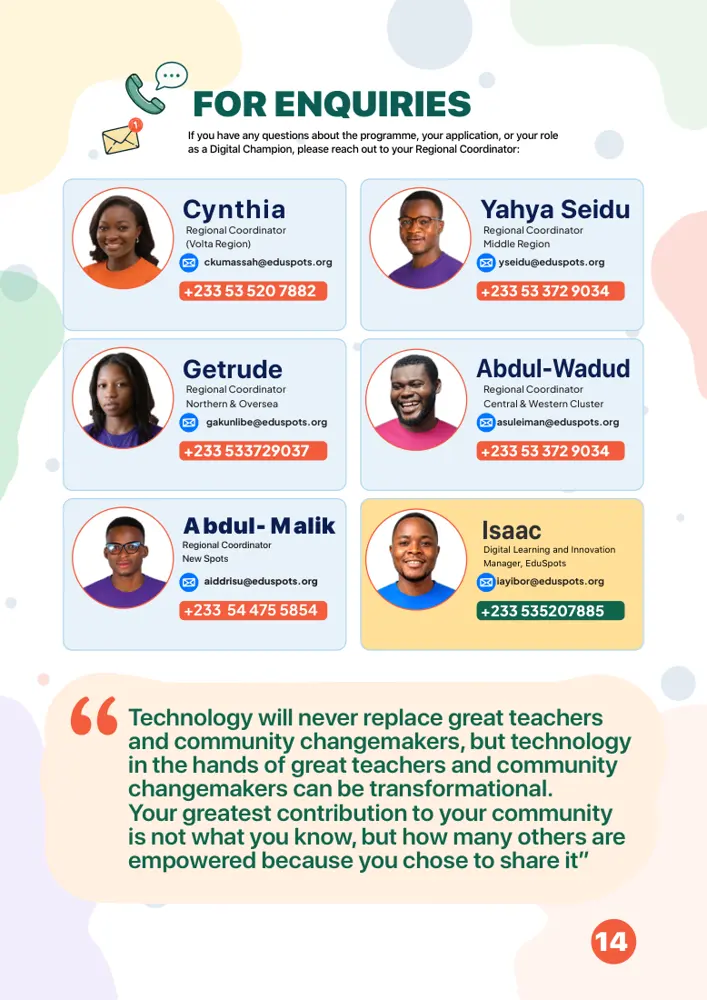 1
FOR ENQUIRIES
If you have any questions about the programme, your application, or your role
as a Digital Champion, please reach out to your Regional Coordinator:
Cynthia
Regional Coordinator
(Volta Region)
ckumassah@eduspots.org
+233 53 520 7882
Yahya Seidu
Regional Coordinator
Middle Region
yseidu@eduspots.org
+233 53 372 9034
Getrude
Regional Coordinator
Northern & Oversea
gakunlibe@eduspots.org
+233 533729037
Abdul-Wadud
Regional Coordinator
Central & Western Cluster
asuleiman@eduspots.org
+233 53 372 9034
Abdul- Malik
Regional Coordinator
New Spots
aiddrisu@eduspots.org
+233 54 475 5854
Isaac
Digital Learning and Innovation
Manager, EduSpots
iayibor@eduspots.org
+233 535207885
“
Technology will never replace great teachers
and community changemakers, but technology
in the hands of great teachers and community
changemakers can be transformational.
Your greatest contribution to your community
is not what you know, but how many others are
empowered because you chose to share it”
14